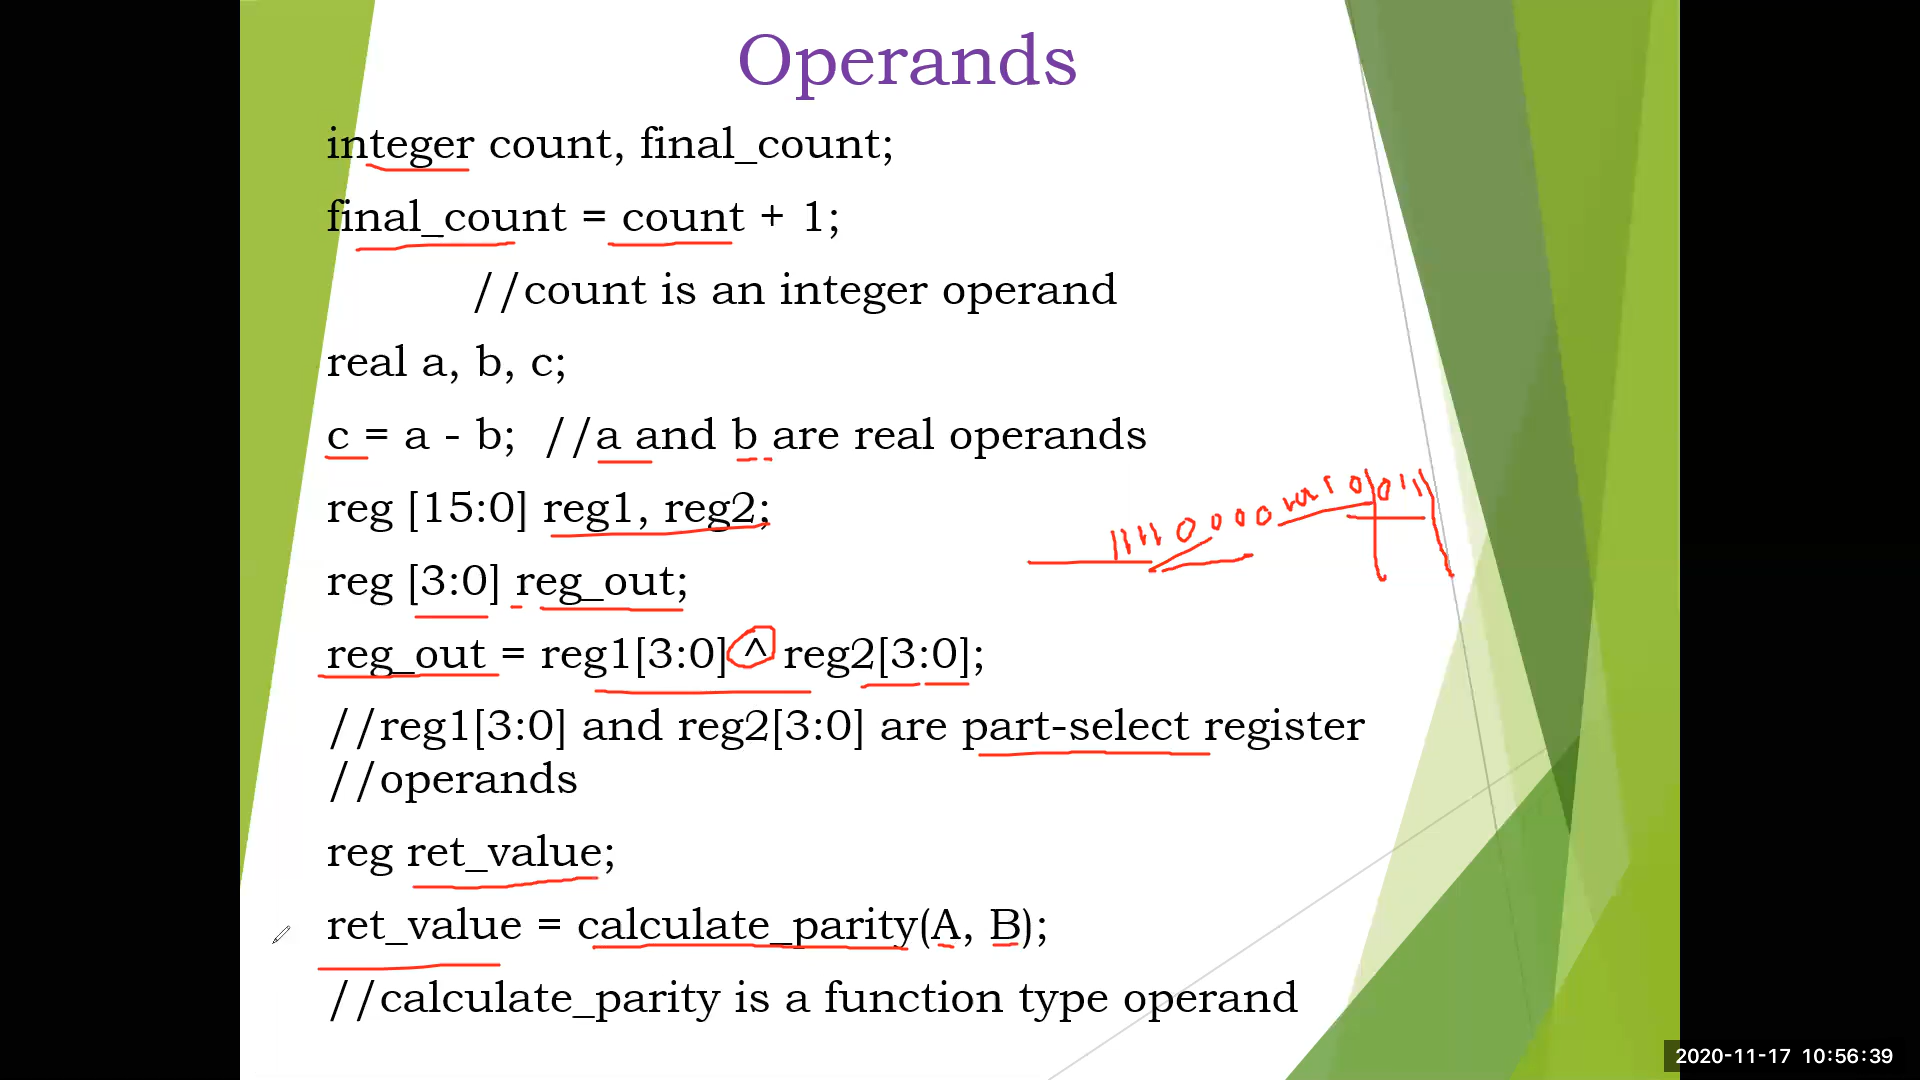 Operands
integer count, final_count;
final_count = count + 1;
//count is an integer operand
real a, b, c;
c = a - b; //a and b are real operands
reg [15:0] reg1, reg2;
reg [3:0] reg_out;
reg_out = reg1[3:0] ^ reg2[3:0];
//reg1[3:0] and reg2[3:0] are part-select register
//operands
reg ret_value;
ret_value = calculate_parity(A, B);
//calculate_parity is a function type operand
2020-11-17 10:56:39